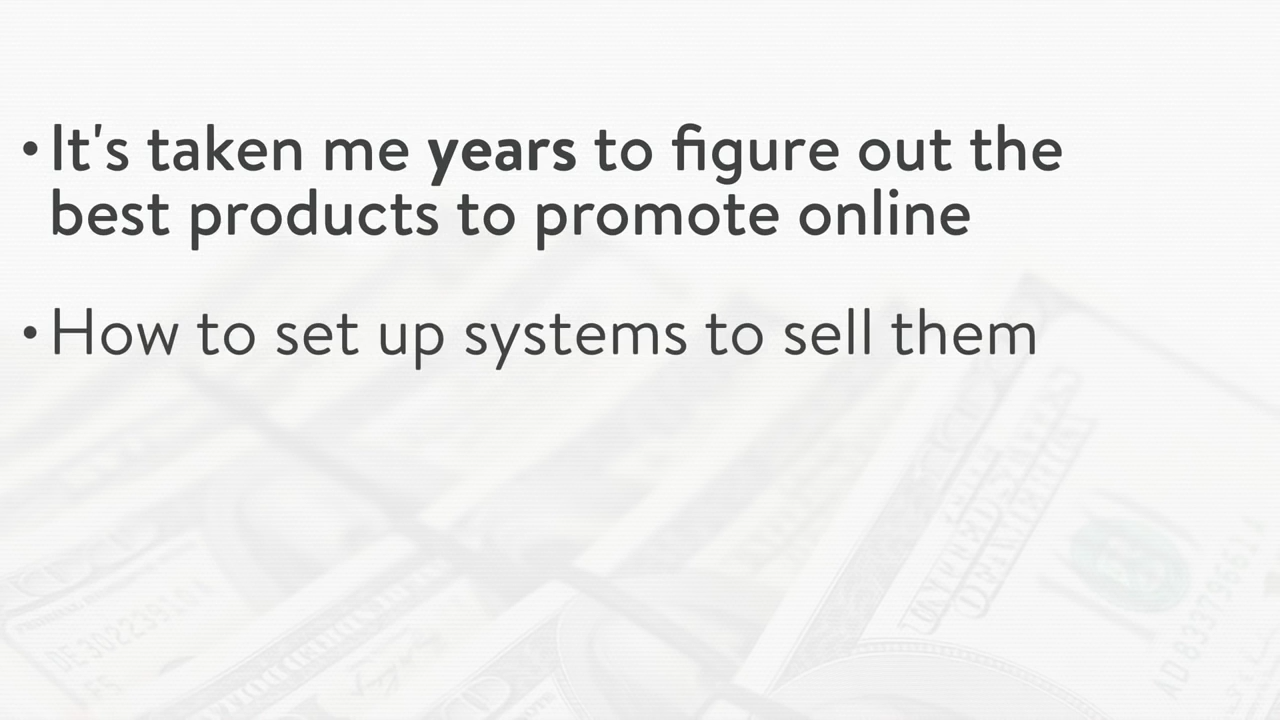 • It's taken me years to figure out the
best products to promote online
• How to set up systems to sell them